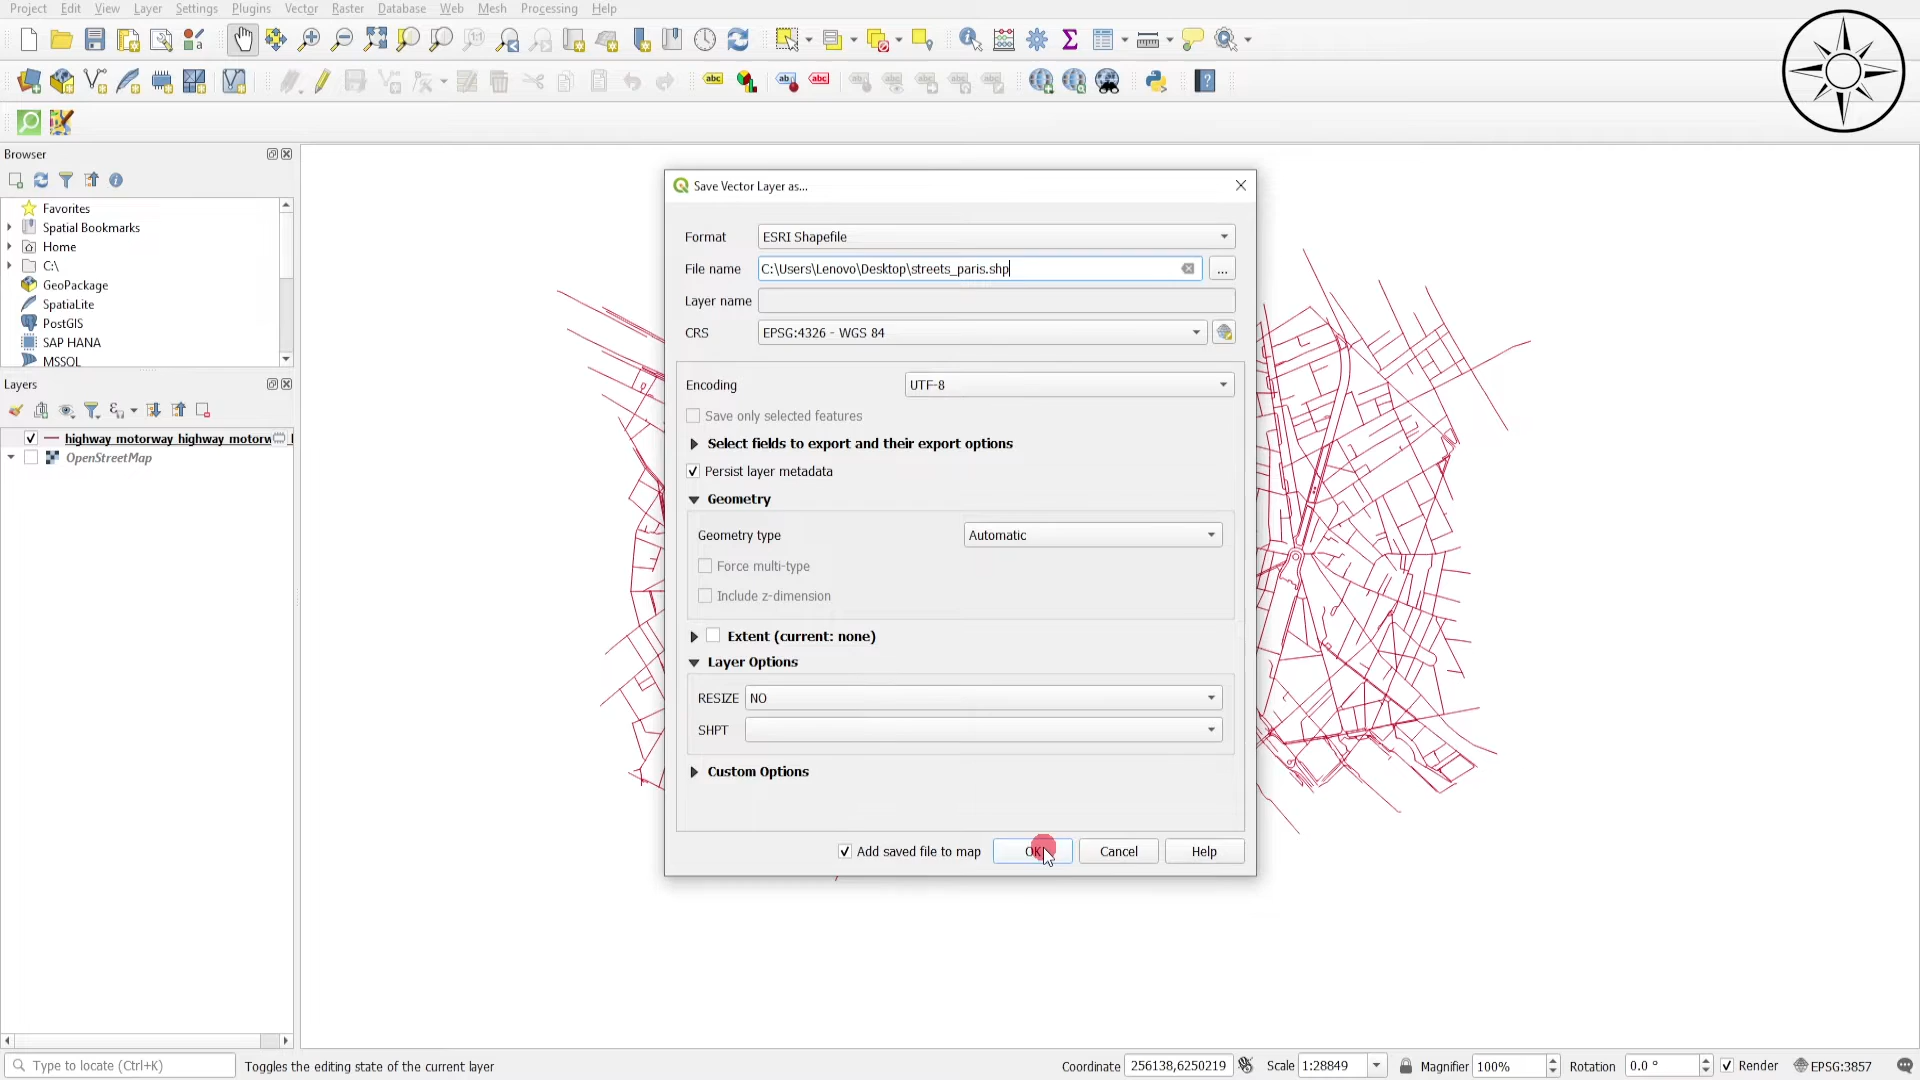 Project Edit View Layer Settings Plugins Vector Raster Database Web Mesh Processing Help
abc abc abc
Browser
Favorites
Spatial Bookmarks
Home
C:\
GeoPackage
SpatiaLite
PostGIS
SAP HANA
MSSQL
Layers
highway_motorway_highway_motorw
OpenStreetMap
Save Vector Layer as...
Format ESRI Shapefile
File name C:\Users\Lenovo\Desktop\streets_paris.shp ...
Layer name
CRS EPSG:4326 - WGS 84
Encoding UTF-8
Save only selected features
Select fields to export and their export options
Persist layer metadata
Geometry
Geometry type Automatic
Force multi-type
Include z-dimension
Extent (current: none)
Layer Options
RESIZE NO
SHPT
Custom Options
Add saved file to map OK Cancel Help
Type to locate (Ctrl+K) Toggles the editing state of the current layer Coordinate 256138,6250219 Scale 1:28849 Magnifier 100% Rotation 0.0 ° Render EPSG:3857